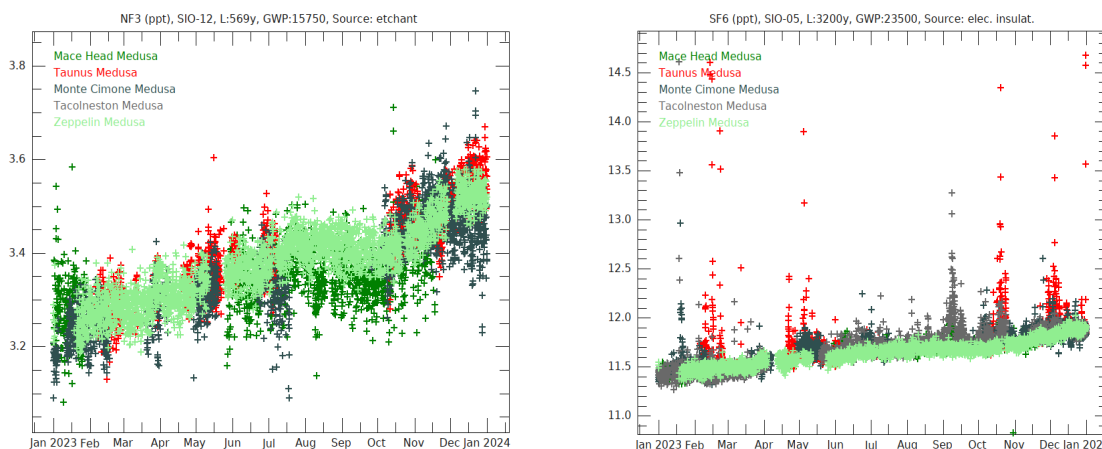 NF3 (ppt), SIO-12, L:569y, GWP:15750, Source: etchant
3.8
3.6
3.4
3.2
Mace Head Medusa
Taunus Medusa
Monte Cimone Medusa
Tacolneston Medusa
Zeppelin Medusa
Jan 2023 Feb Mar Apr May Jun Jul Aug Sep Oct Nov Dec Jan 2024
SF6 (ppt), SIO-05, L:3200y, GWP:23500, Source: elec. insulat.
14.5
14.0
13.5
13.0
12.5
12.0
11.5
11.0
Mace Head Medusa
Taunus Medusa
Monte Cimone Medusa
Tacolneston Medusa
Zeppelin Medusa
Jan 2023 Feb Mar Apr May Jun Jul Aug Sep Oct Nov Dec Jan 202